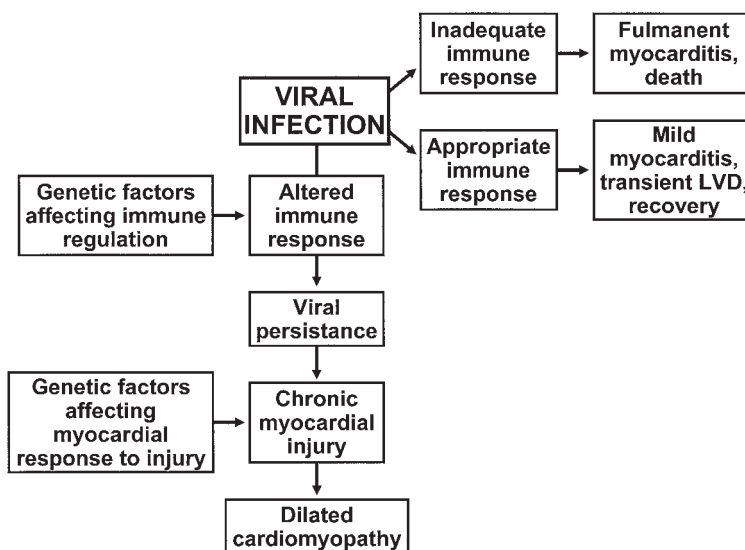 Inadequate
immune
response
Fulmanent
myocarditis,
death
VIRAL
INFECTION
Appropriate
immune
response
Mild
myocarditis,
transient LVD,
recovery
Genetic factors
affecting immune
regulation
Altered
immune
response
Viral
persistance
Genetic factors
affecting
myocardial
response to injury
Chronic
myocardial
injury
Dilated
cardiomyopathy